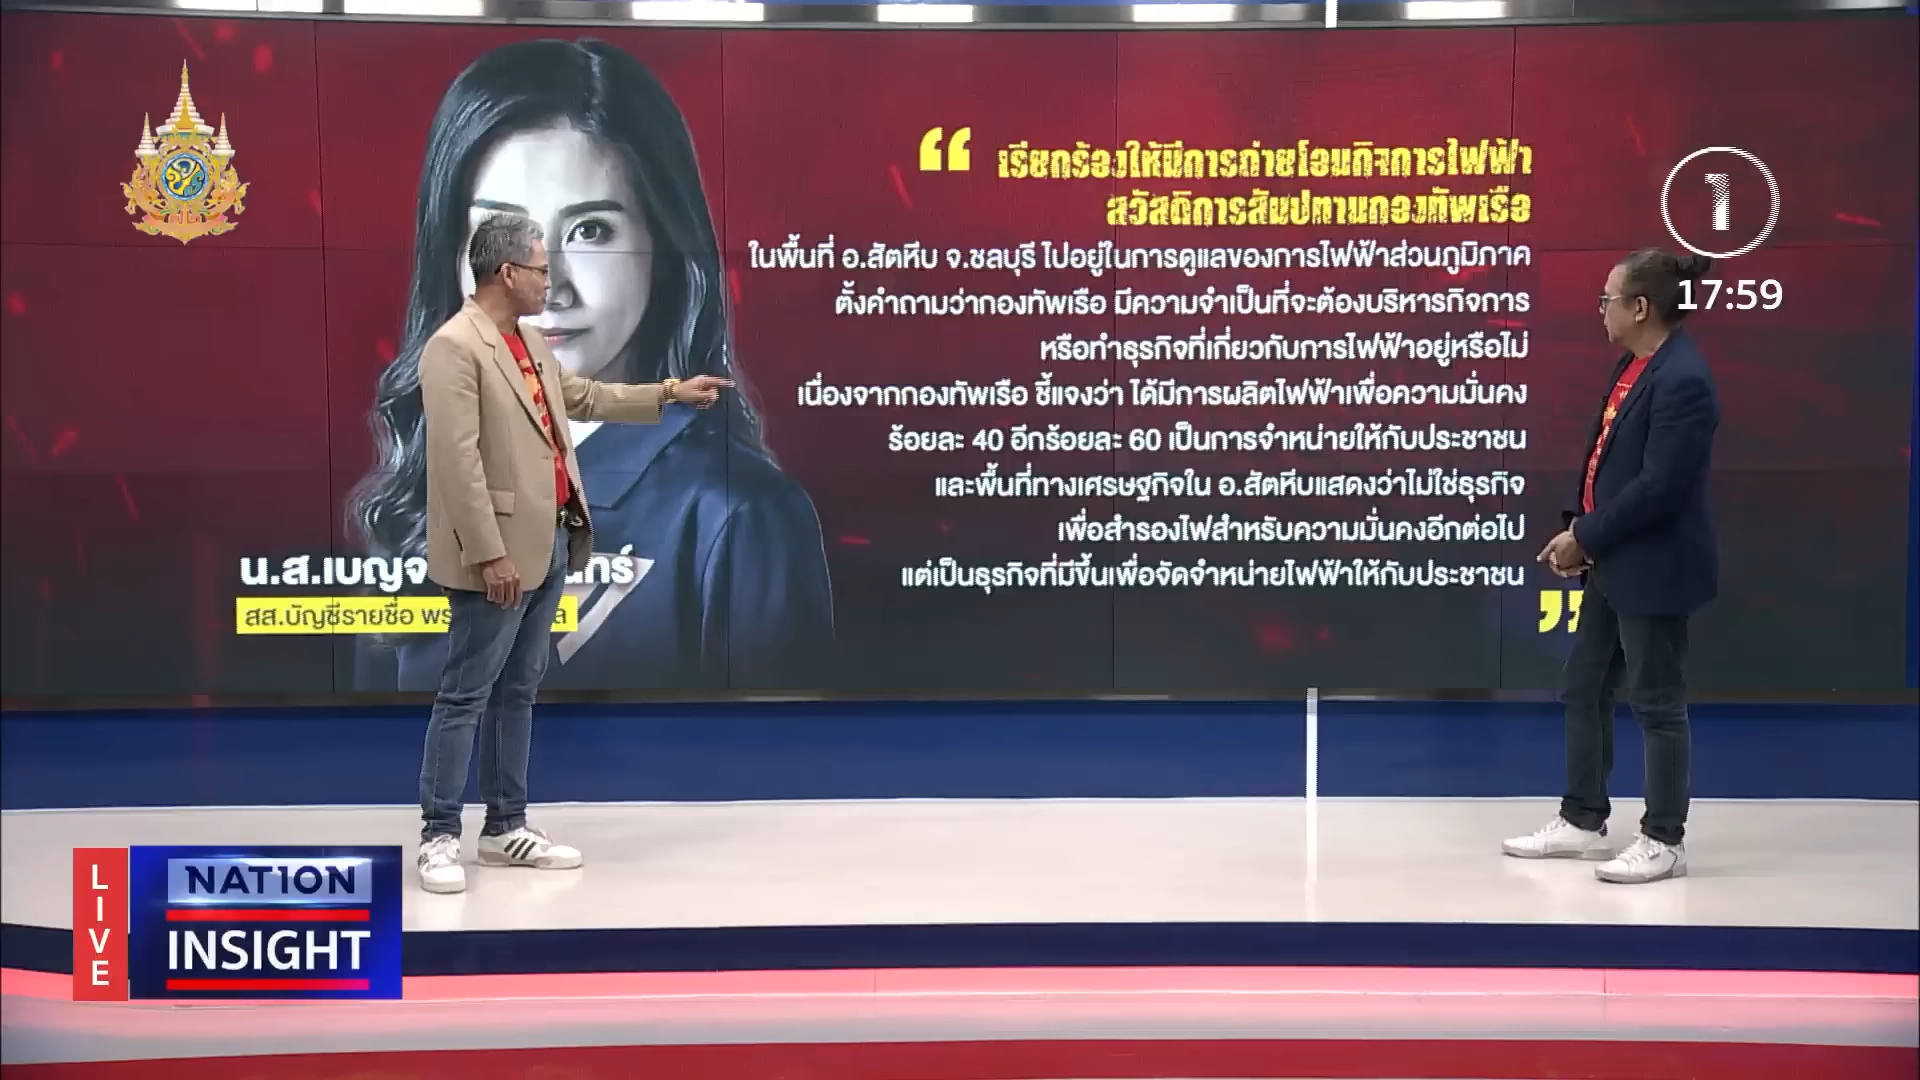 “ เรียกร้องให้มีการถ่ายโอนกิจการไฟฟ้า
สวัสดิการสัมปทานกองทัพเรือ
ในพื้นที่ อ.สัตหีบ จ.ชลบุรี ไปอยู่ในการดูแลของการไฟฟ้าส่วนภูมิภาค
ตั้งคำถามว่ากองทัพเรือ มีความจำเป็นที่จะต้องบริหารกิจการ
หรือทำธุรกิจที่เกี่ยวกับการไฟฟ้าอยู่หรือไม่
เนื่องจากกองทัพเรือ ชี้แจงว่า ได้มีการผลิตไฟฟ้าเพื่อความมั่นคง
ร้อยละ 40 อีกร้อยละ 60 เป็นการจำหน่ายให้กับประชาชน
และพื้นที่ทางเศรษฐกิจใน อ.สัตหีบแสดงว่าไม่ใช่ธุรกิจ
เพื่อสำรองไฟสำหรับความมั่นคงอีกต่อไป
แต่เป็นธุรกิจที่มีขึ้นเพื่อจัดจำหน่ายไฟฟ้าให้กับประชาชน ”
น.ส.เบญจ
สส.บัญชีรายชื่อ
1
17:59
LIVE
NATION
INSIGHT